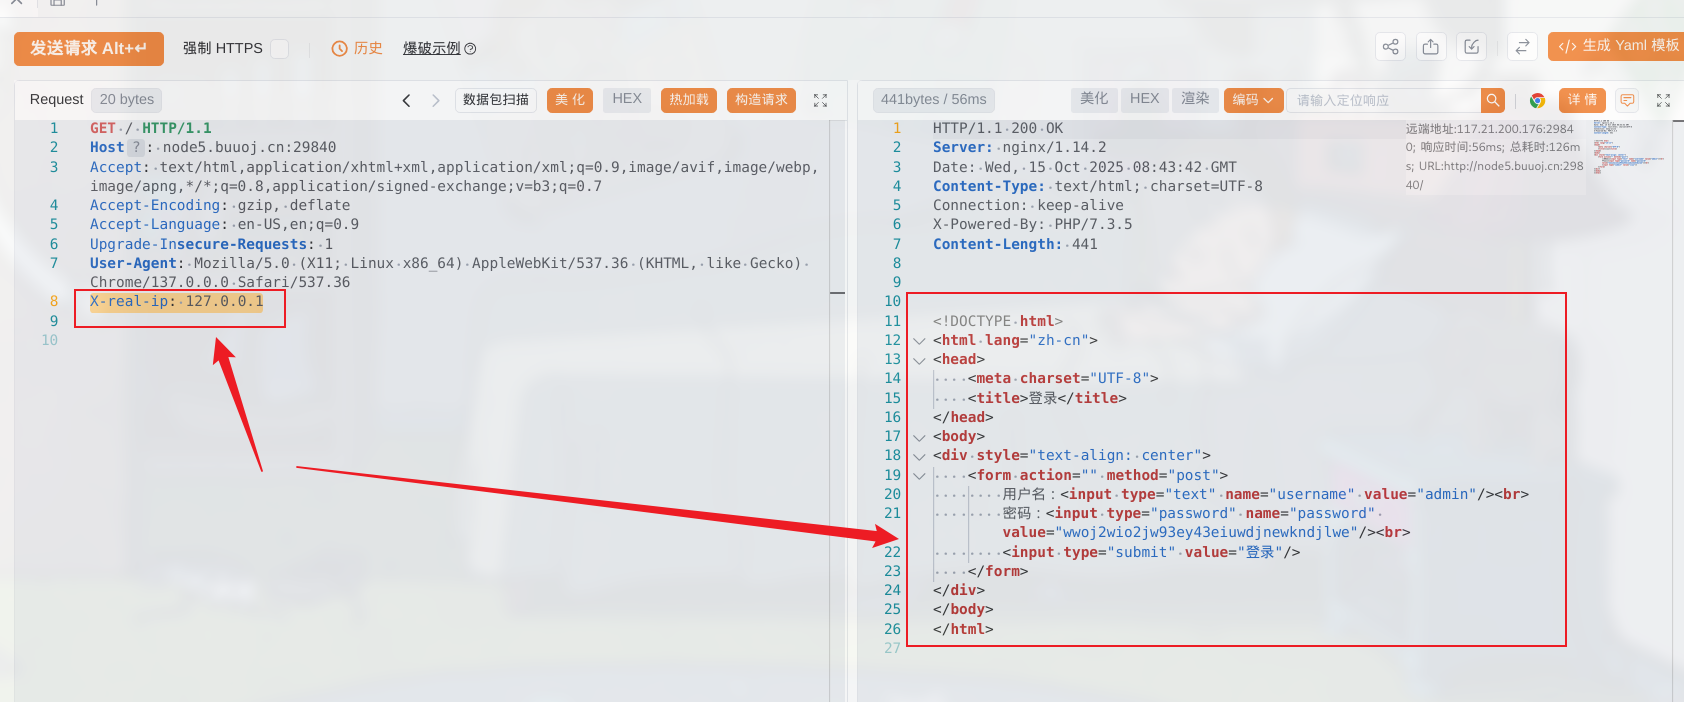 发送请求 Alt+↵
强制 HTTPS
历史
爆破示例
</> 生成 Yaml 模板
Request 20 bytes
数据包扫描 美 化 HEX 热加载 构造请求
1 GET / HTTP/1.1
2 Host ? : node5.buuoj.cn:29840
3 Accept: text/html,application/xhtml+xml,application/xml;q=0.9,image/avif,image/webp,
image/apng,*/*;q=0.8,application/signed-exchange;v=b3;q=0.7
4 Accept-Encoding: gzip, deflate
5 Accept-Language: en-US,en;q=0.9
6 Upgrade-Insecure-Requests: 1
7 User-Agent: Mozilla/5.0 (X11; Linux x86_64) AppleWebKit/537.36 (KHTML, like Gecko)
Chrome/137.0.0.0 Safari/537.36
8 X-real-ip: 127.0.0.1
9
10
441bytes / 56ms
美化 HEX 渲染 编码 请输入定位响应 详 情
1 HTTP/1.1 200 OK
2 Server: nginx/1.14.2
3 Date: Wed, 15 Oct 2025 08:43:42 GMT
4 Content-Type: text/html; charset=UTF-8
5 Connection: keep-alive
6 X-Powered-By: PHP/7.3.5
7 Content-Length: 441
8
9
10
11 <!DOCTYPE html>
12 <html lang="zh-cn">
13 <head>
14 <meta charset="UTF-8">
15 <title>登录</title>
16 </head>
17 <body>
18 <div style="text-align: center">
19 <form action="" method="post">
20 用户名：<input type="text" name="username" value="admin"/><br>
21 密码：<input type="password" name="password"
value="wwoj2wio2jw93ey43eiuwdjnewkndjlwe"/><br>
22 <input type="submit" value="登录"/>
23 </form>
24 </div>
25 </body>
26 </html>
27
远端地址:117.21.200.176:2984
0; 响应时间:56ms; 总耗时:126m
s; URL:http://node5.buuoj.cn:298
40/